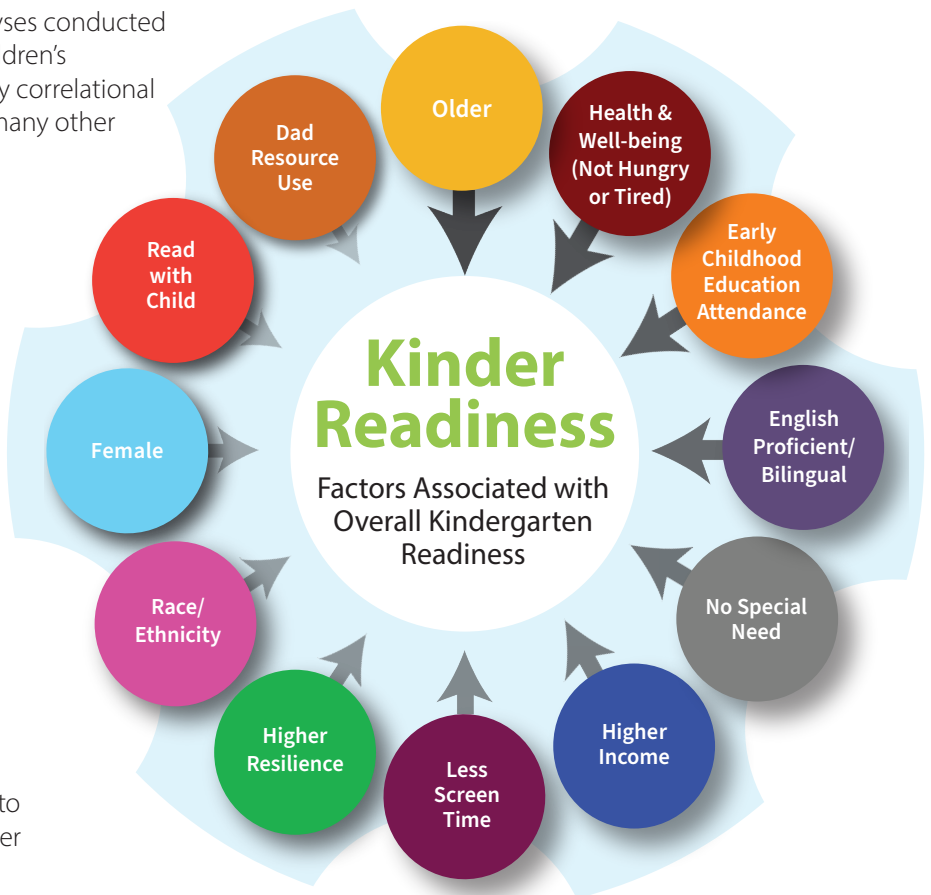 yses conducted
dren's
y correlational
many other
Older
Health &
Well-being
(Not Hungry
or Tired)
Early
Childhood
Education
Attendance
English
Proficient/
Bilingual
No Special
Need
Higher
Income
Less
Screen
Time
Higher
Resilience
Race/
Ethnicity
Female
Read
with
Child
Dad
Resource
Use
Kinder
Readiness
Factors Associated with
Overall Kindergarten
Readiness
to
er